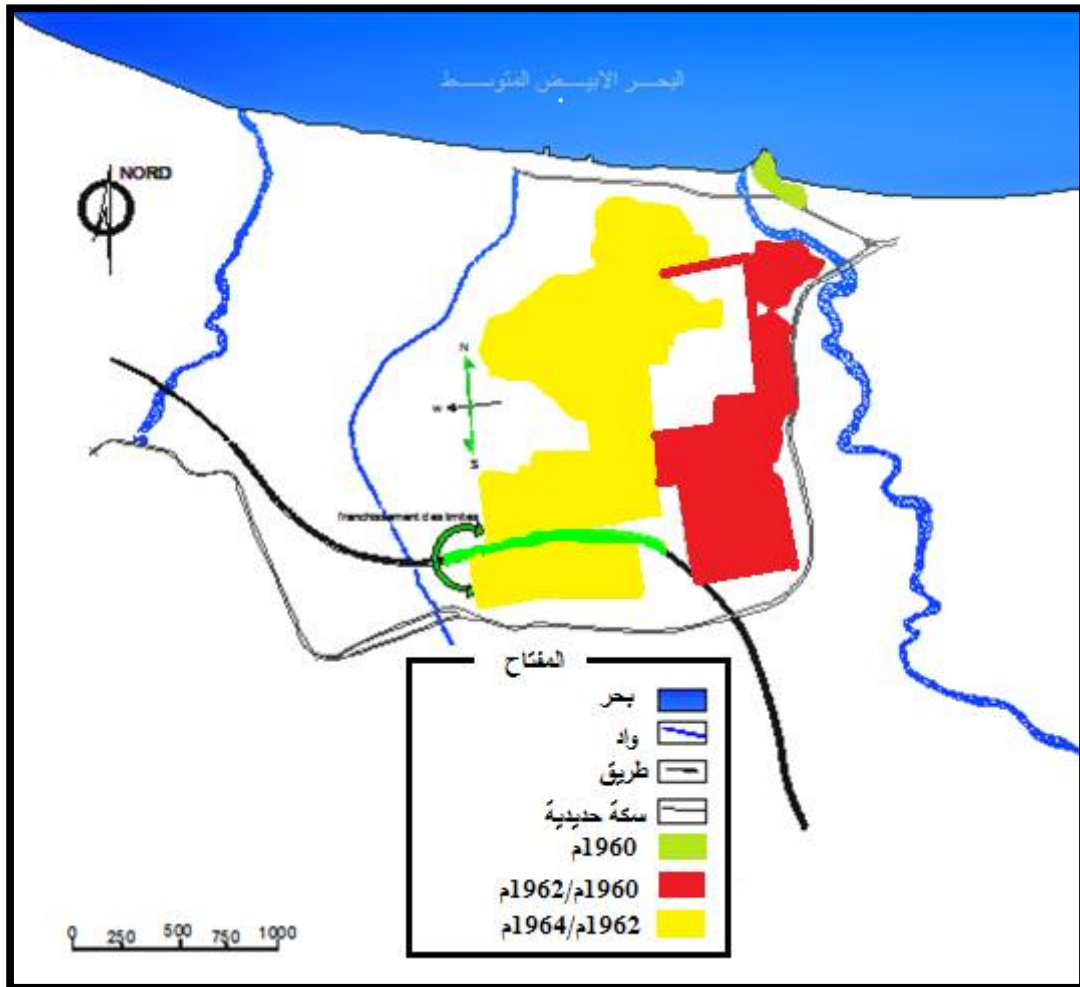 البحر الابيض المتوسط
NORD
N
W
S
franchissement des limites
المفتاح
بحر
واد
طريق
سكة حديدية
1960م
1960م/1962م
1962م/1964م
0 250 500 750 1000